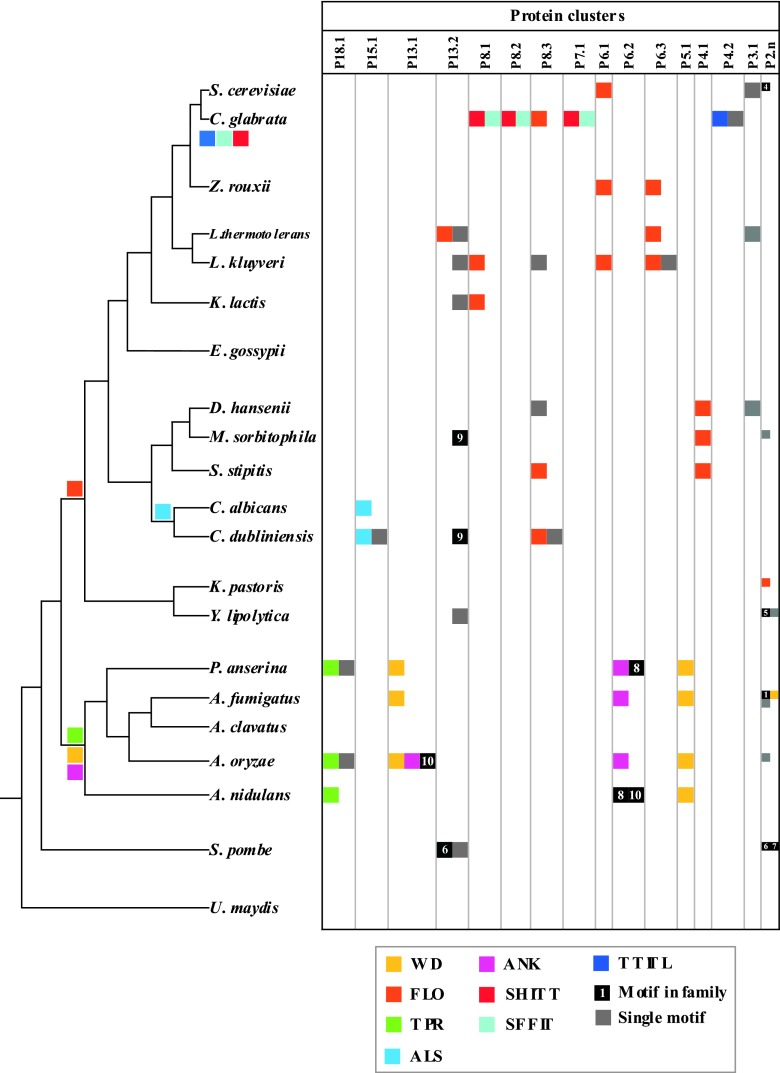 Protein clusters
P18.1 P15.1 P13.1 P13.2 P8.1 P8.2 P8.3 P7.1 P6.1 P6.2 P6.3 P5.1 P4.1 P4.2 P3.1 P2.n
S. cerevisiae 4
C. glabrata
Z. rouxii
L.thermotolerans
L. kluyveri
K. lactis
E. gossypii
D. hansenii
M. sorbitophila 9
S. stipitis
C. albicans
C. dubliniensis 9
K. pastoris
Y. lipolytica 5
P. anserina 8
A. fumigatus 1
A. clavatus
A. oryzae 10
A. nidulans 8 10
S. pombe 6 6 7
U. maydis
WD ANK TTITL
FLO SHITT 1 Motif in family
TPR SFFIT Single motif
ALS